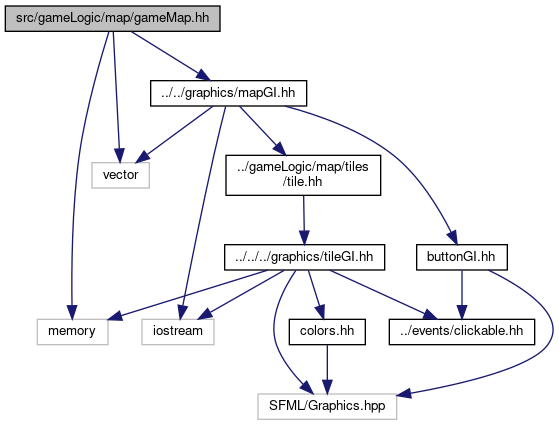 src/gameLogic/map/gameMap.hh
../../graphics/mapGI.hh
vector
../gameLogic/map/tiles
/tile.hh
../../../graphics/tileGI.hh
buttonGI.hh
memory
iostream
colors.hh
../events/clickable.hh
SFML/Graphics.hpp